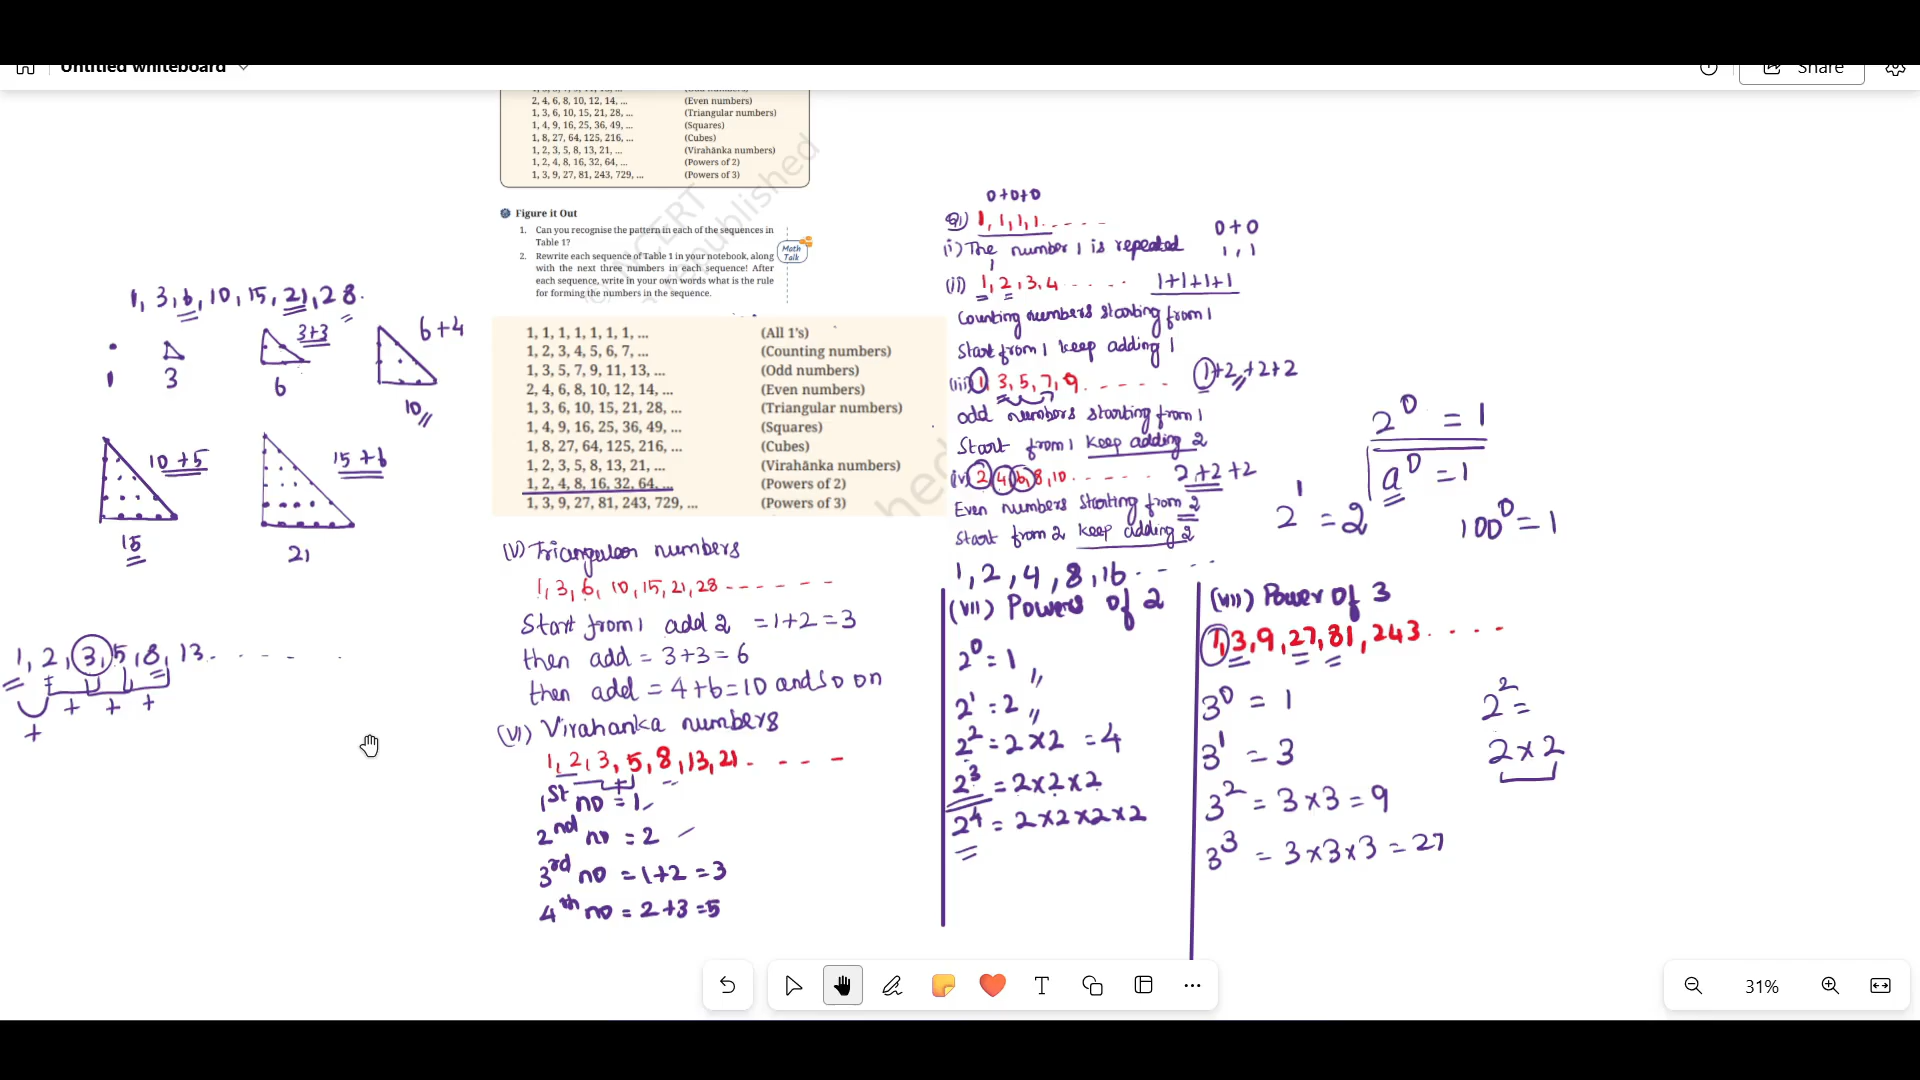 Untitled whiteboard
Share
2, 4, 6, 8, 10, 12, 14, ... (Even numbers)
1, 3, 6, 10, 15, 21, 28, ... (Triangular numbers)
1, 4, 9, 16, 25, 36, 49, ... (Squares)
1, 8, 27, 64, 125, 216, ... (Cubes)
1, 2, 3, 5, 8, 13, 21, ... (Virahānka numbers)
1, 2, 4, 8, 16, 32, 64, ... (Powers of 2)
1, 3, 9, 27, 81, 243, 729, ... (Powers of 3)
Figure it Out
1. Can you recognise the pattern in each of the sequences in
Table 1?
2. Rewrite each sequence of Table 1 in your notebook, along
with the next three numbers in each sequence! After
each sequence, write in your own words what is the rule
for forming the numbers in the sequence.
Math
Talk
1, 1, 1, 1, 1, 1, 1, ... (All 1's)
1, 2, 3, 4, 5, 6, 7, ... (Counting numbers)
1, 3, 5, 7, 9, 11, 13, ... (Odd numbers)
2, 4, 6, 8, 10, 12, 14, ... (Even numbers)
1, 3, 6, 10, 15, 21, 28, ... (Triangular numbers)
1, 4, 9, 16, 25, 36, 49, ... (Squares)
1, 8, 27, 64, 125, 216, ... (Cubes)
1, 2, 3, 5, 8, 13, 21, ... (Virahānka numbers)
1, 2, 4, 8, 16, 32, 64, ... (Powers of 2)
1, 3, 9, 27, 81, 243, 729, ... (Powers of 3)
1, 3, 6, 10, 15, 21, 28.
3+3
6+4
1
3
6
10
10+5
15+6
15
21
1, 2, 3, 5, 8, 13. - - - .
+ + +
+
(V) Triangular numbers
1, 3, 6, 10, 15, 21, 28 - - - - - - -
Start from 1 add 2 = 1+2 = 3
then add = 3+3 = 6
then add = 4+6 = 10 and so on
(VI) Virahanka numbers
1, 2, 3, 5, 8, 13, 21 . - - - -
+
1st no = 1
2nd no = 2
3rd no = 1+2 = 3
4th no = 2+3 = 5
0+0+0
Q1) 1, 1, 1, 1 . . . . - -
0+0
(i) The number 1 is repeated 1, 1
1
(ii) 1, 2, 3, 4 . . . . . . 1+1+1+1
Counting numbers starting from 1
Start from 1 keep adding 1
(iii) 1, 3, 5, 7, 9 . - - - - 1+2+2+2
odd numbers starting from 1
Start from 1 keep adding 2
(iv) 2 4 6 8, 10 . . . . . . 2+2+2
Even numbers starting from 2
Start from 2 keep adding 2
1, 2, 4, 8, 16 . - . . .
(VII) Powers of 2
2⁰ = 1
2¹ = 2
2² = 2×2 = 4
2³ = 2×2×2
2⁴ = 2×2×2×2
(VIII) Power of 3
1, 3, 9, 27, 81, 243 . . . - -
3⁰ = 1
3¹ = 3
3² = 3×3 = 9
3³ = 3×3×3 = 27
2⁰ = 1
a⁰ = 1
2¹ = 2
100⁰ = 1
2² =
2×2
31%